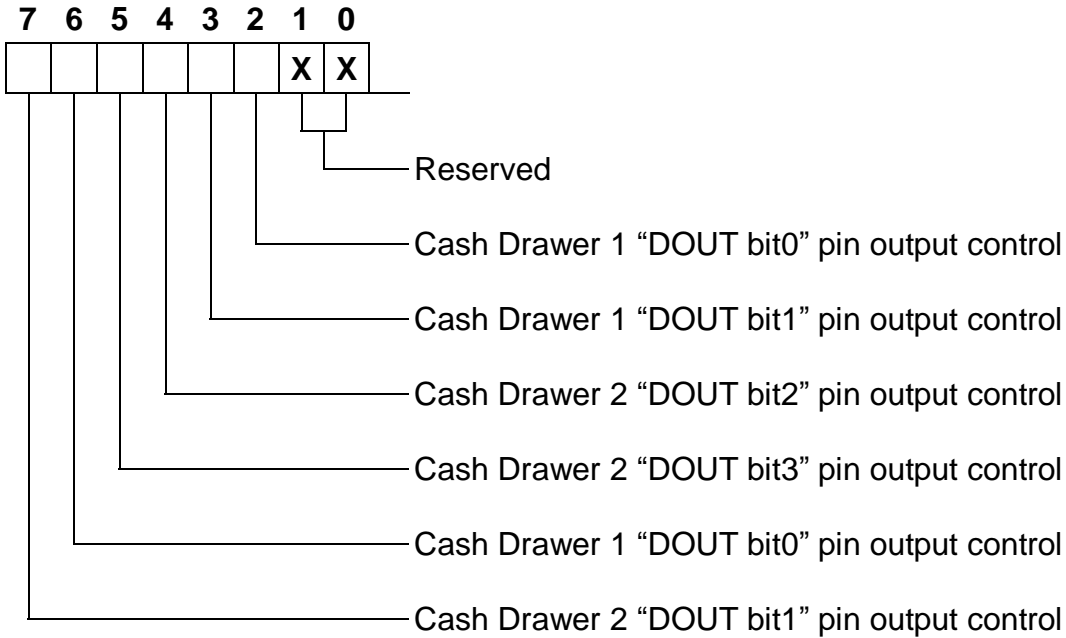 7 6 5 4 3 2 1 0
X X
Reserved
Cash Drawer 1 “DOUT bit0” pin output control
Cash Drawer 1 “DOUT bit1” pin output control
Cash Drawer 2 “DOUT bit2” pin output control
Cash Drawer 2 “DOUT bit3” pin output control
Cash Drawer 1 “DOUT bit0” pin output control
Cash Drawer 2 “DOUT bit1” pin output control